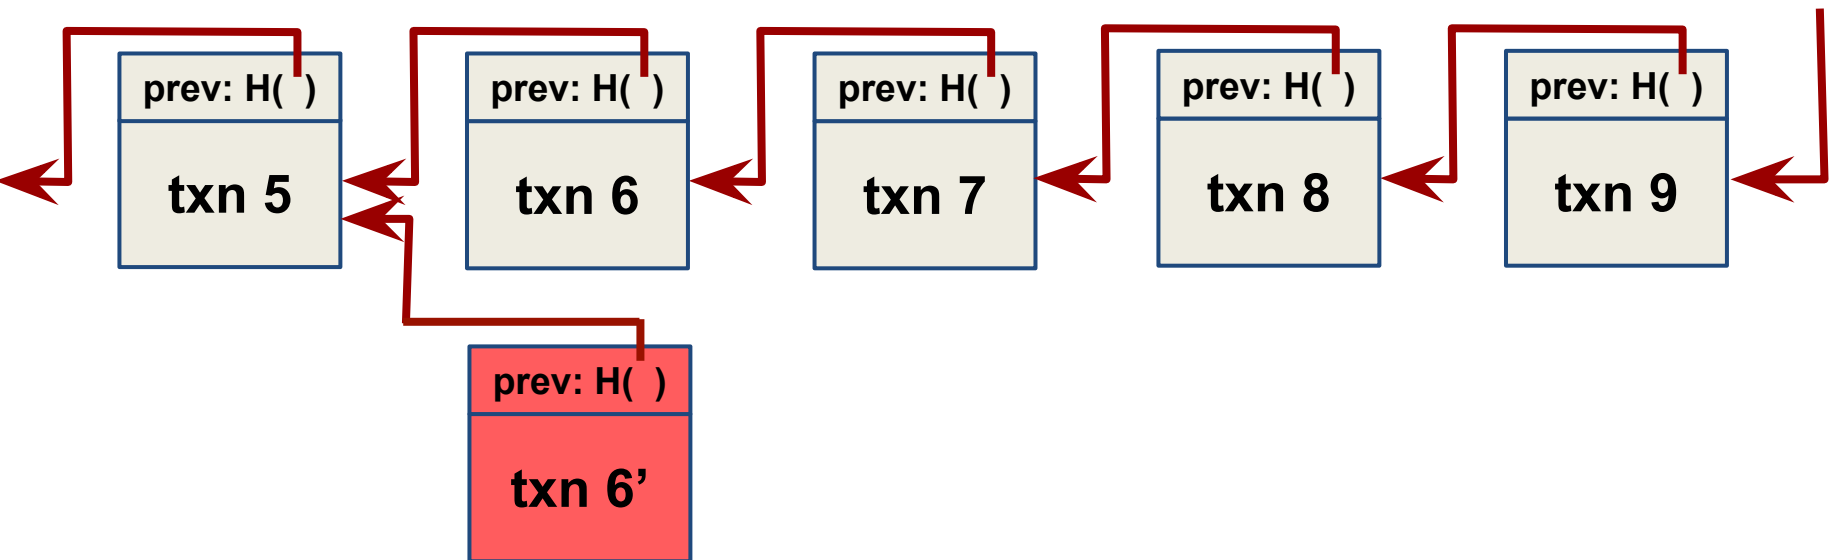 prev: H( )
txn 5
prev: H( )
txn 6
prev: H( )
txn 7
prev: H( )
txn 8
prev: H( )
txn 9
prev: H( )
txn 6’